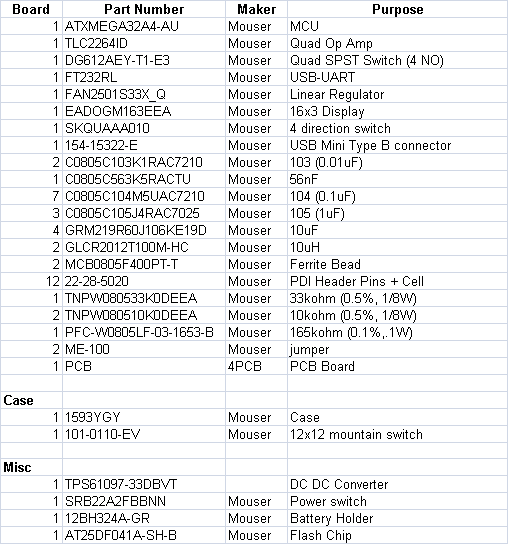 Board Part Number Maker Purpose
1 ATXMEGA32A4-AU Mouser MCU
1 TLC2264ID Mouser Quad Op Amp
1 DG612AEY-T1-E3 Mouser Quad SPST Switch (4 NO)
1 FT232RL Mouser USB-UART
1 FAN2501S33X_Q Mouser Linear Regulator
1 EADOGM163EEA Mouser 16x3 Display
1 SKQUAAA010 Mouser 4 direction switch
1 154-15322-E Mouser USB Mini Type B connector
2 C0805C103K1RAC7210 Mouser 103 (0.01uF)
1 C0805C563K5RACTU Mouser 56nF
7 C0805C104M5UAC7210 Mouser 104 (0.1uF)
3 C0805C105J4RAC7025 Mouser 105 (1uF)
4 GRM219R60J106KE19D Mouser 10uF
2 GLCR2012T100M-HC Mouser 10uH
2 MCB0805F400PT-T Mouser Ferrite Bead
12 22-28-5020 Mouser PDI Header Pins + Cell
1 TNPW080533K0DEEA Mouser 33kohm (0.5%, 1/8W)
2 TNPW080510K0DEEA Mouser 10kohm (0.5%, 1/8W)
1 PFC-W0805LF-03-1653-B Mouser 165kohm (0.1%,.1W)
2 ME-100 Mouser jumper
1 PCB 4PCB PCB Board
Case
1 1593YGY Mouser Case
1 101-0110-EV Mouser 12x12 mountain switch
Misc
1 TPS61097-33DBVT DC DC Converter
1 SRB22A2FBBNN Mouser Power switch
1 12BH324A-GR Mouser Battery Holder
1 AT25DF041A-SH-B Mouser Flash Chip